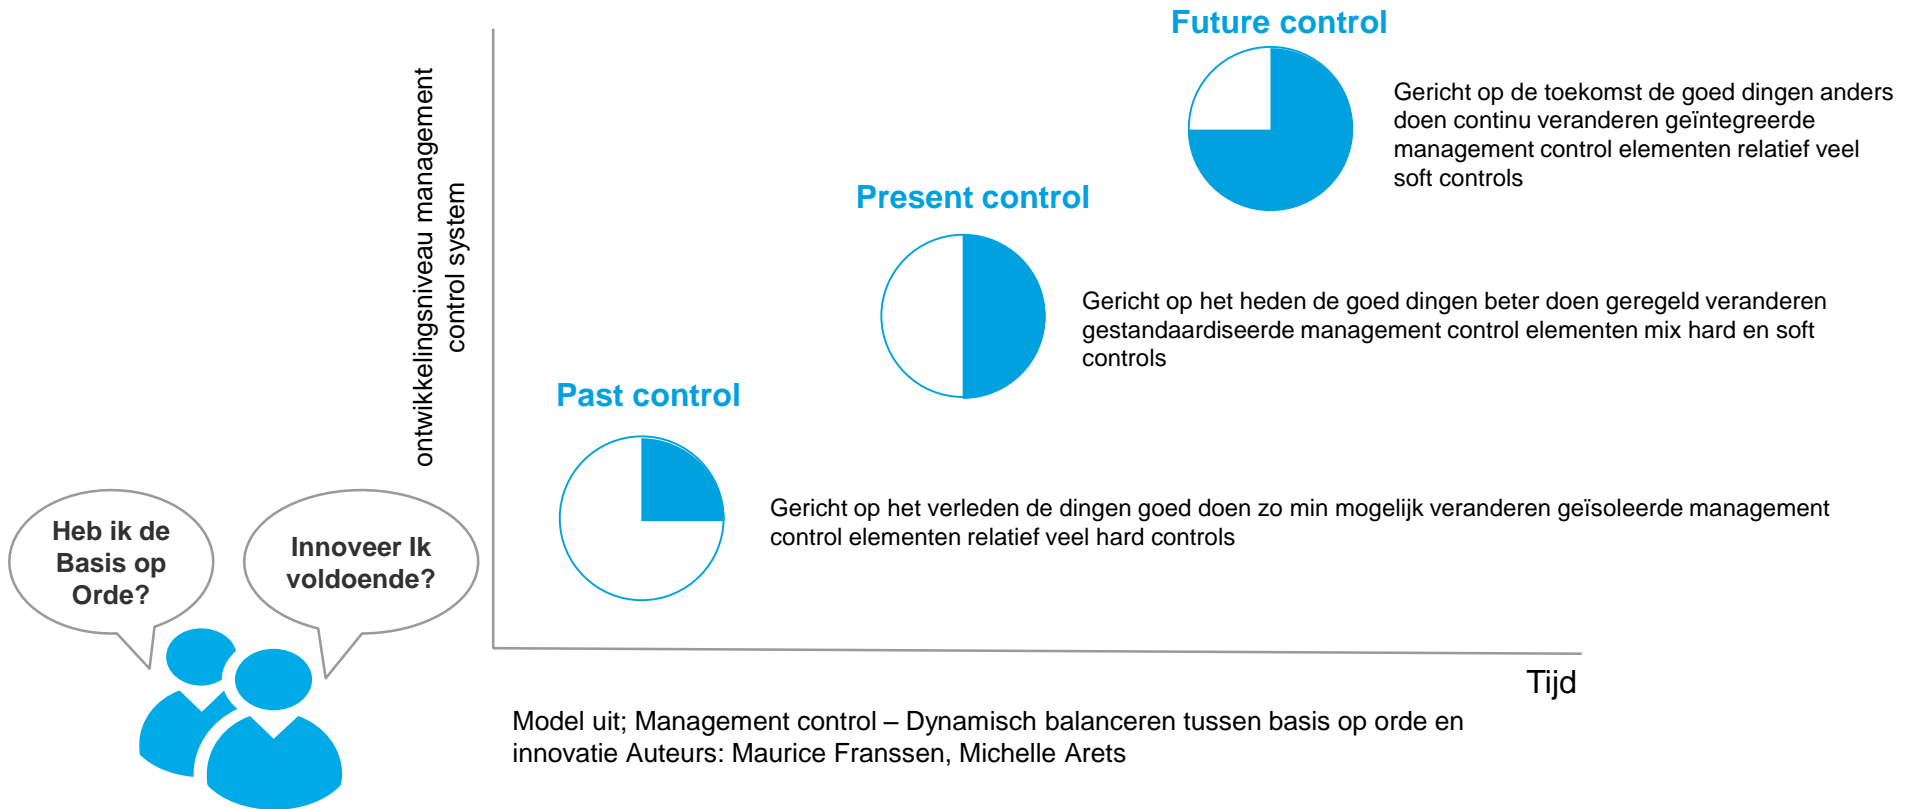 Future control
Gericht op de toekomst de goed dingen anders
doen continu veranderen geïntegreerde
management control elementen relatief veel
soft controls
ontwikkelingsniveau management
control system
Present control
Gericht op het heden de goed dingen beter doen geregeld veranderen
gestandaardiseerde management control elementen mix hard en soft
controls
Past control
Gericht op het verleden de dingen goed doen zo min mogelijk veranderen geïsoleerde management
control elementen relatief veel hard controls
Heb ik de
Basis op
Orde?
Innoveer Ik
voldoende?
Tijd
Model uit; Management control – Dynamisch balanceren tussen basis op orde en
innovatie Auteurs: Maurice Franssen, Michelle Arets